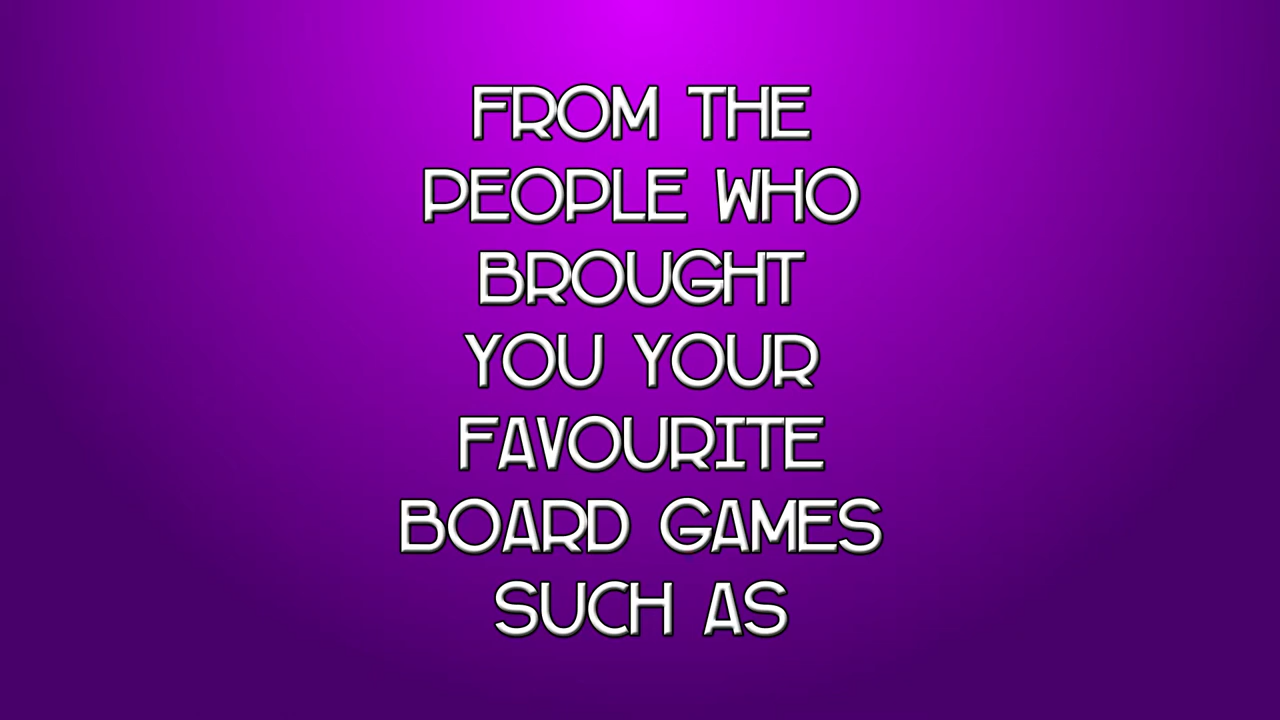 FROM THE
PEOPLE WHO
BROUGHT
YOU YOUR
FAVOURITE
BOARD GAMES
SUCH AS